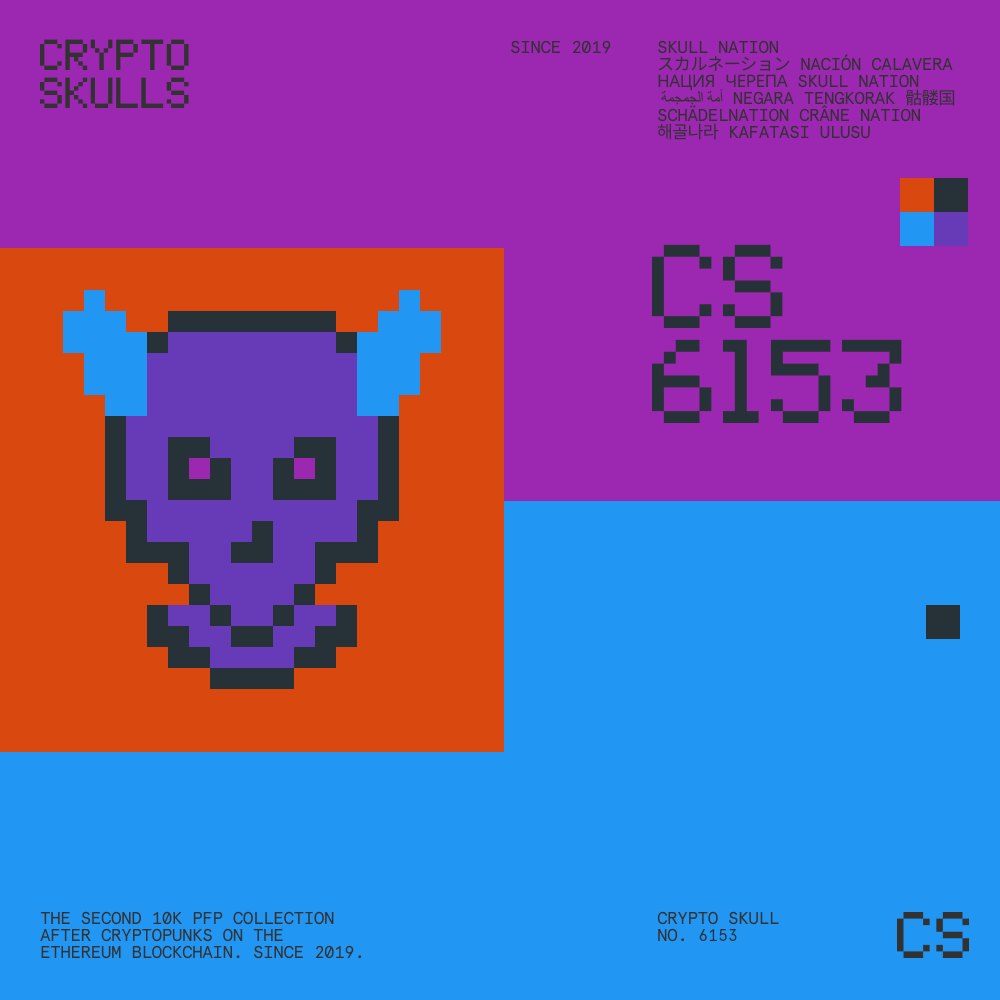 CRYPTO
SKULLS
SINCE 2019
SKULL NATION
スカルネーション NACIÓN CALAVERA
НАЦИЯ ЧЕРЕПА SKULL NATION
أمة الجمجمة NEGARA TENGKORAK 骷髅国
SCHÄDELNATION CRÂNE NATION
해골나라 KAFATASI ULUSU
CS
6153
THE SECOND 10K PFP COLLECTION
AFTER CRYPTOPUNKS ON THE
ETHEREUM BLOCKCHAIN. SINCE 2019.
CRYPTO SKULL
NO. 6153
CS